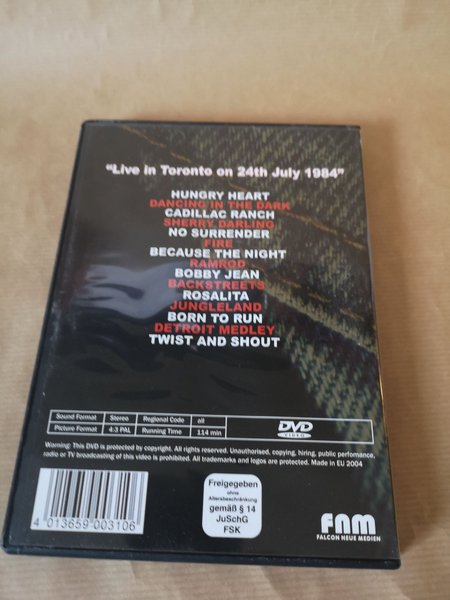 "Live in Toronto on 24th July 1984"
HUNGRY HEART
DANCING IN THE DARK
CADILLAC RANCH
SHERRY DARLING
NO SURRENDER
FIRE
BECAUSE THE NIGHT
RAMROD
BOBBY JEAN
BACKSTREETS
ROSALITA
JUNGLELAND
BORN TO RUN
DETROIT MEDLEY
TWIST AND SHOUT
Sound Format Stereo Regional Code all
Picture Format 4:3 PAL Running Time 114 min
DVD
VIDEO
Warning: This DVD is protected by copyright. All rights reserved. Unauthorised, copying, hiring, public perfomance,
radio or TV broadcasting of this video is prohibited. All trademarks and logos are protected. Made in EU 2004
4 013659 003106
Freigegeben
ohne
Altersbeschränkung
gemäß § 14
JuSchG
FSK
FNM
FALCON NEUE MEDIEN